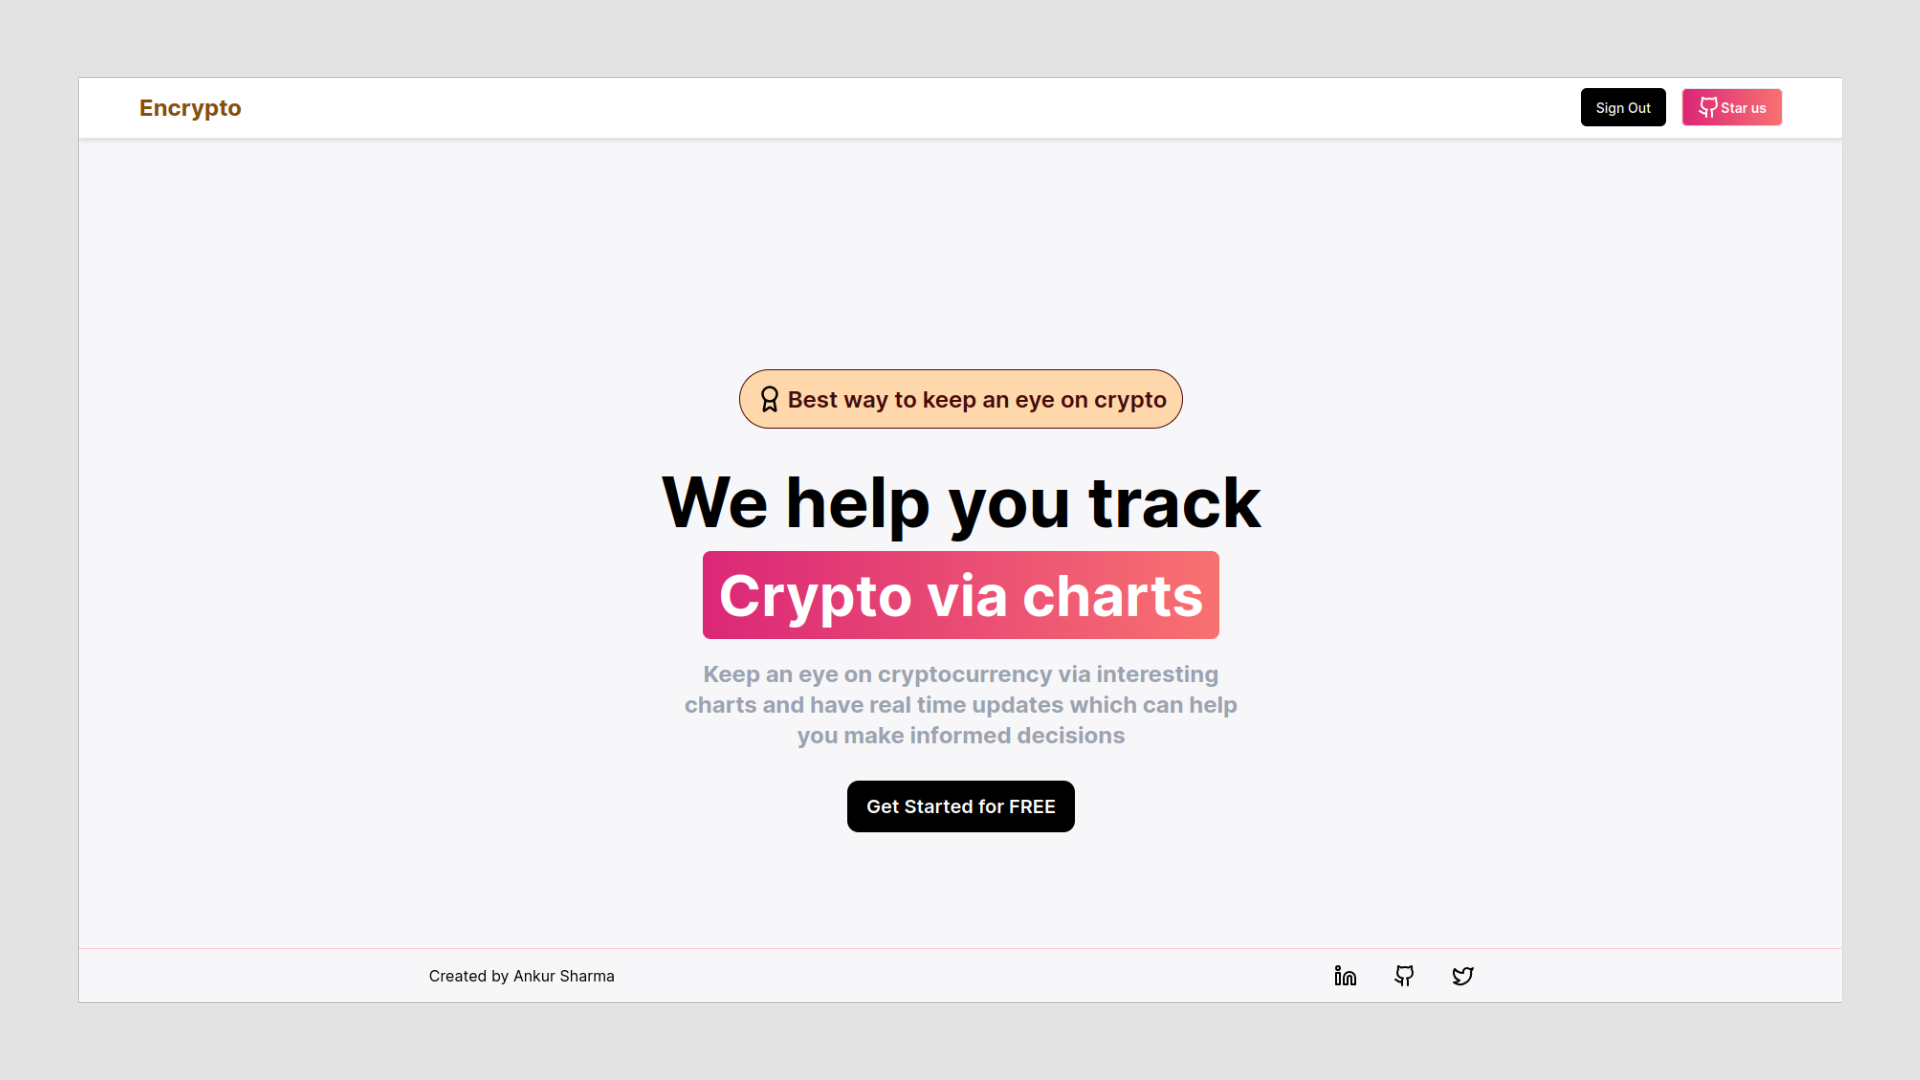 Encrypto
Sign Out
Star us
Best way to keep an eye on crypto
We help you track
Crypto via charts
Keep an eye on cryptocurrency via interesting
charts and have real time updates which can help
you make informed decisions
Get Started for FREE
Created by Ankur Sharma